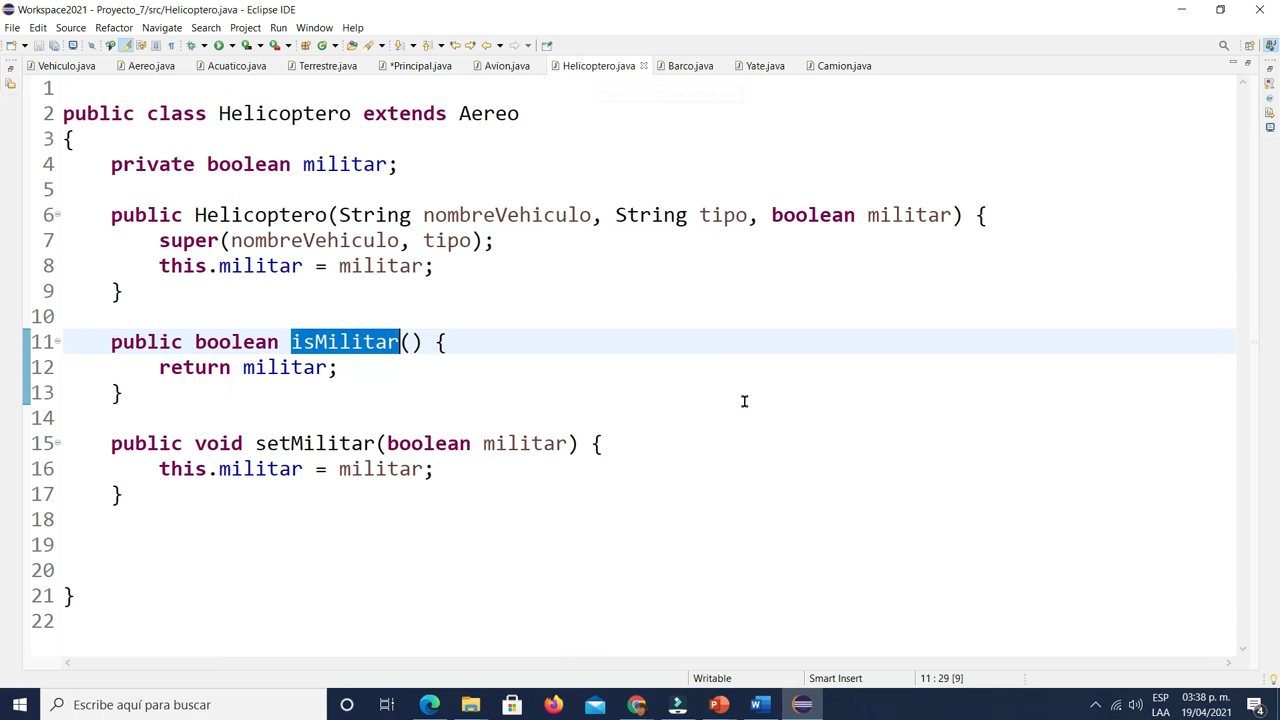 Workspace2021 - Proyecto_7/src/Helicoptero.java - Eclipse IDE
File Edit Source Refactor Navigate Search Project Run Window Help
Vehiculo.java Aereo.java Acuatico.java Terrestre.java *Principal.java Avion.java Helicoptero.java Barco.java Yate.java Camion.java
1
2 public class Helicoptero extends Aereo
3 {
4 private boolean militar;
5
6 public Helicoptero(String nombreVehiculo, String tipo, boolean militar) {
7 super(nombreVehiculo, tipo);
8 this.militar = militar;
9 }
10
11 public boolean isMilitar() {
12 return militar;
13 }
14
15 public void setMilitar(boolean militar) {
16 this.militar = militar;
17 }
18
19
20
21 }
22
Writable Smart Insert 11 : 29 [9]
Escribe aquí para buscar
ESP 03:38 p. m.
LAA 19/04/2021
4